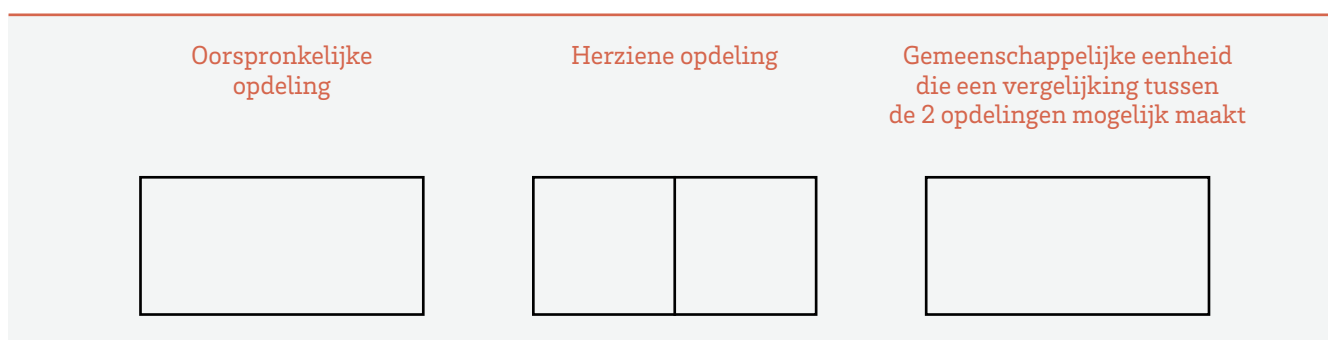 Oorspronkelijke
opdeling
Herziene opdeling
Gemeenschappelijke eenheid
die een vergelijking tussen
de 2 opdelingen mogelijk maakt